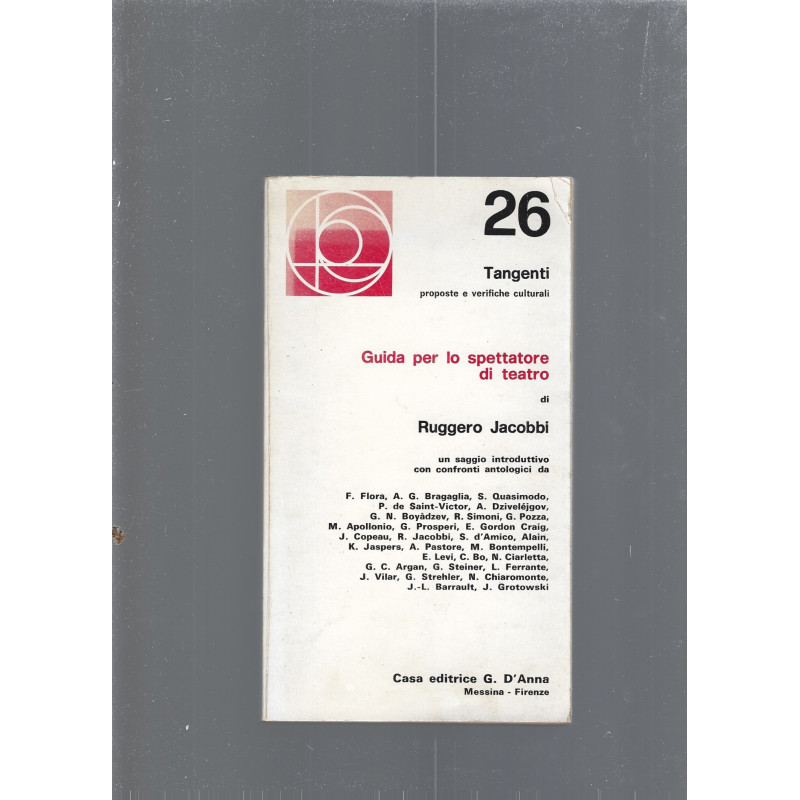 26
Tangenti
proposte e verifiche culturali
Guida per lo spettatore
di teatro
di
Ruggero Jacobbi
un saggio introduttivo
con confronti antologici da
F. Flora, A. G. Bragaglia, S. Quasimodo,
P. de Saint-Victor, A. Dziveléjgov,
G. N. Boyàdzev, R. Simoni, G. Pozza,
M. Apollonio, G. Prosperi, E. Gordon Craig,
J. Copeau, R. Jacobbi, S. d'Amico, Alain,
K. Jaspers, A. Pastore, M. Bontempelli,
E. Levi, C. Bo, N. Ciarletta,
G. C. Argan, G. Steiner, L. Ferrante,
J. Vilar, G. Strehler, N. Chiaromonte,
J.-L. Barrault, J. Grotowski
Casa editrice G. D'Anna
Messina - Firenze